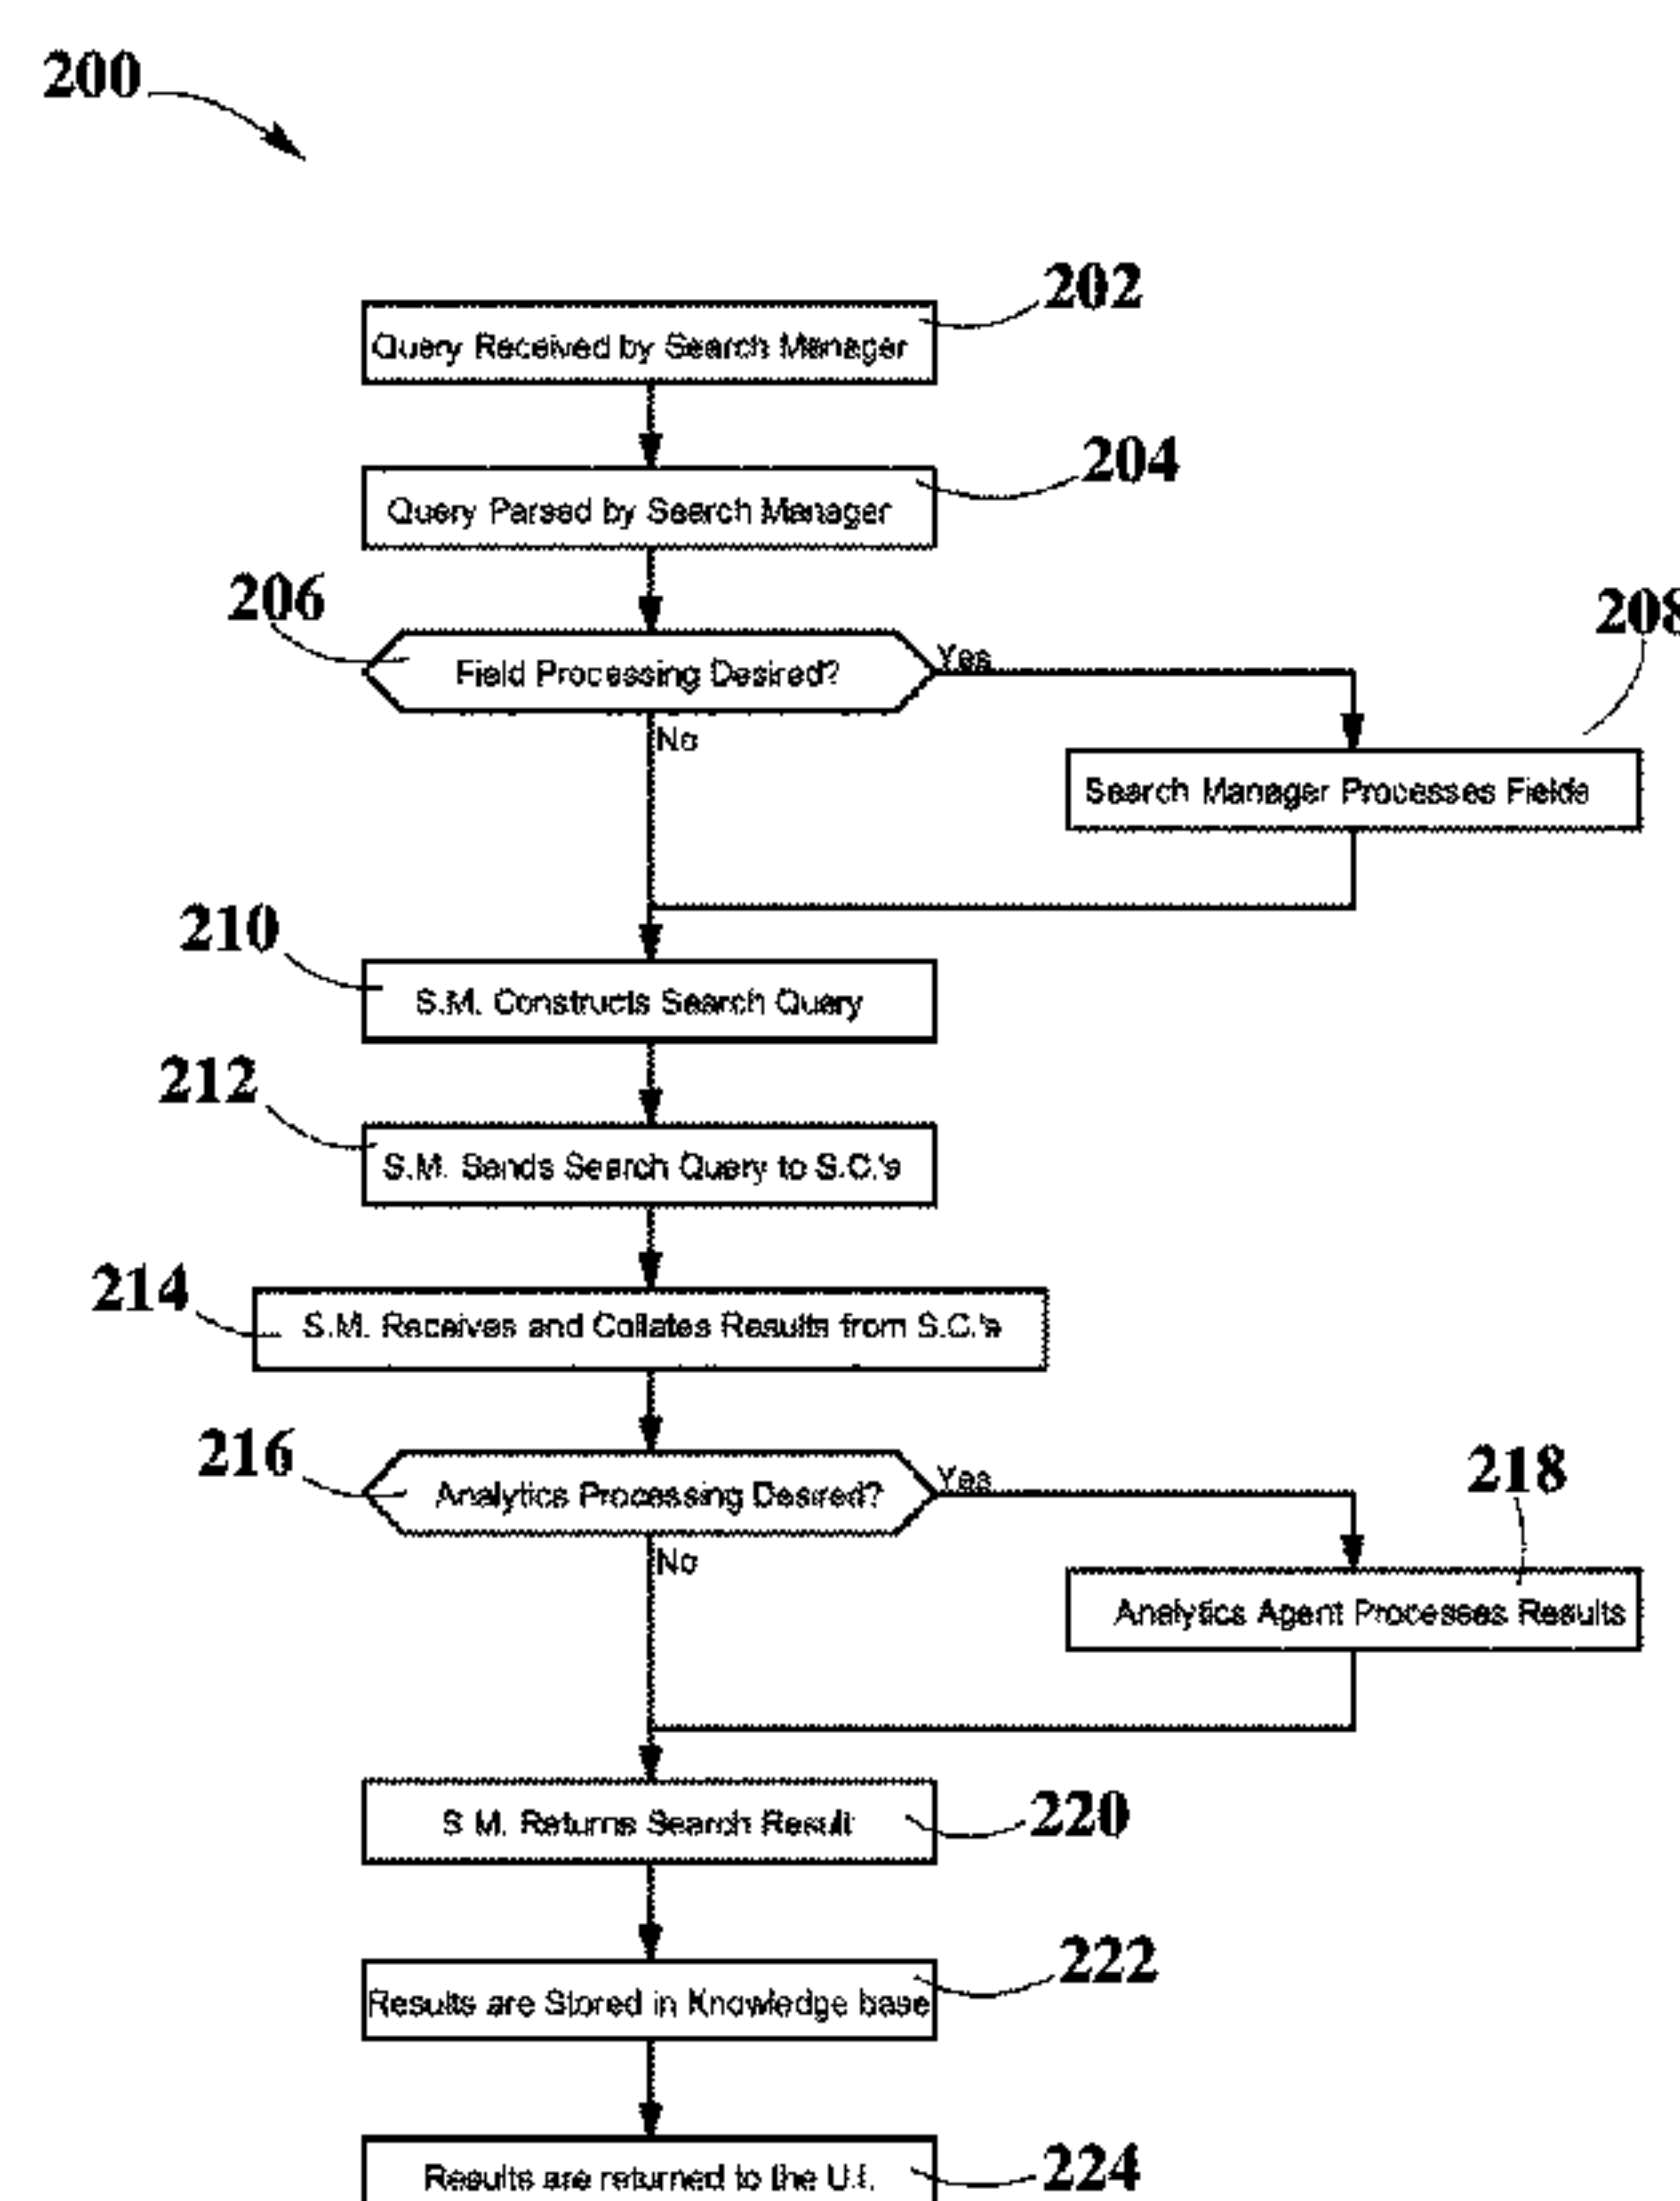 200
202
Query Received by Search Manager
204
Query Parsed by Search Manager
206
208
Field Processing Desired?
Yes
No
Search Manager Processes Fields
210
S.M. Constructs Search Query
212
S.M. Sends Search Query to S.C.'s
214
S.M. Receives and Collates Results from S.C.'s
216
218
Analytics Processing Desired?
Yes
No
Analytics Agent Processes Results
220
S.M. Returns Search Result
222
Results are Stored in Knowledge base
224
Results are returned to the U.I.